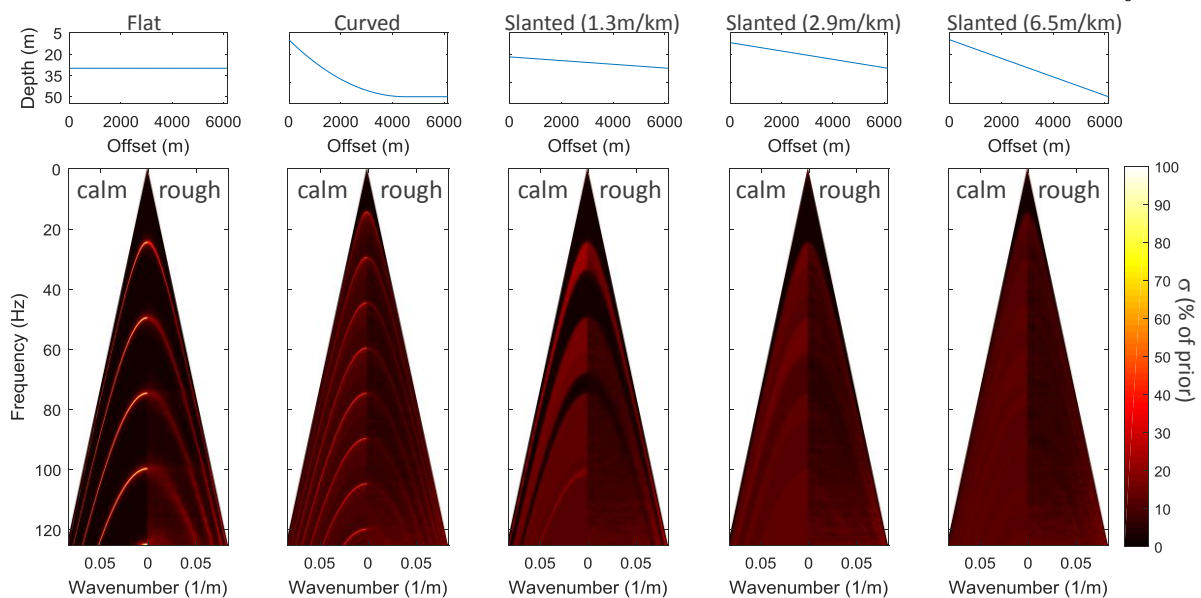 Flat Curved Slanted (1.3m/km) Slanted (2.9m/km) Slanted (6.5m/km)
Depth (m)
5
20
35
50
0 2000 4000 6000 0 2000 4000 6000 0 2000 4000 6000 0 2000 4000 6000 0 2000 4000 6000
Offset (m) Offset (m) Offset (m) Offset (m) Offset (m)
Frequency (Hz)
0
20
40
60
80
100
120
calm rough calm rough calm rough calm rough calm rough
0.05 0 0.05 0.05 0 0.05 0.05 0 0.05 0.05 0 0.05 0.05 0 0.05
Wavenumber (1/m) Wavenumber (1/m) Wavenumber (1/m) Wavenumber (1/m) Wavenumber (1/m)
100
90
80
70
60
50
40
30
20
10
0
σ (% of prior)